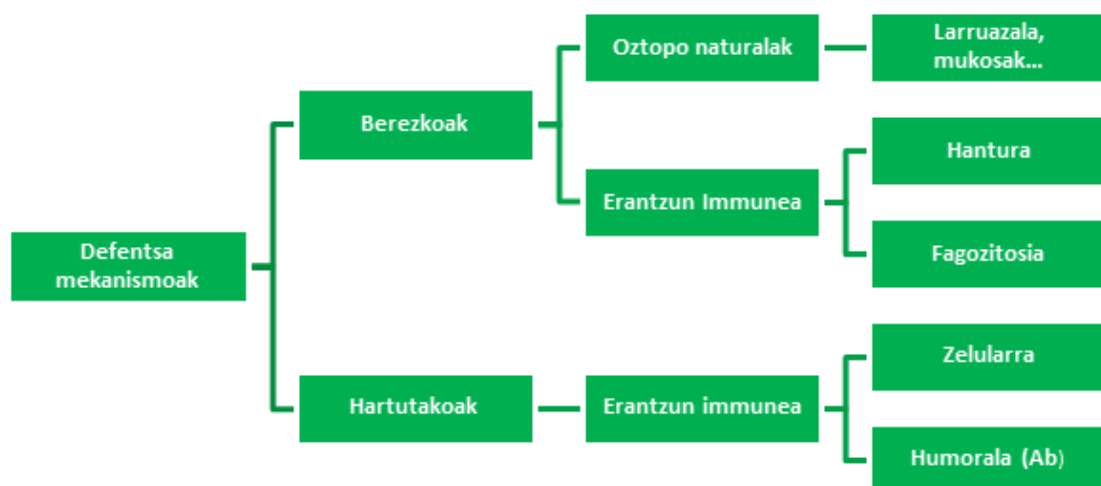 Defentsa
mekanismoak
Berezkoak
Oztopo naturalak
Larruazala,
mukosak...
Erantzun Immunea
Hantura
Fagozitosia
Hartutakoak
Erantzun immunea
Zelularra
Humorala (Ab)